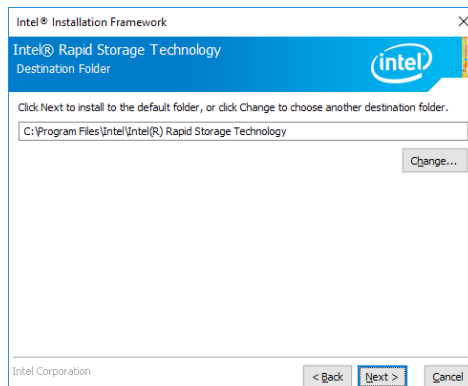 Intel® Installation Framework
Intel® Rapid Storage Technology
Destination Folder
intel
Click Next to install to the default folder, or click Change to choose another destination folder.
C:\Program Files\Intel\Intel(R) Rapid Storage Technology
Change...
Intel Corporation
< Back Next > Cancel